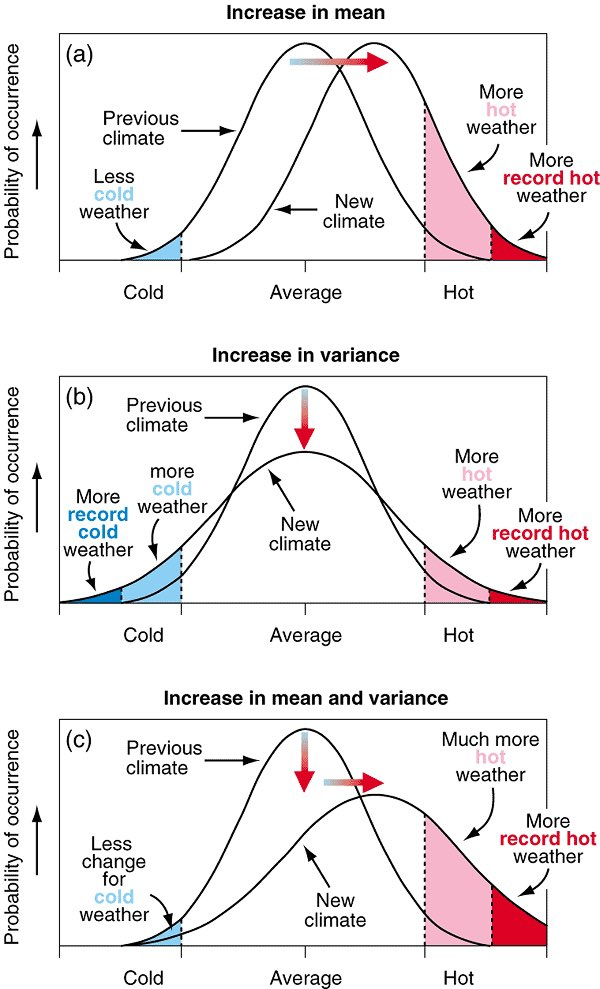 Increase in mean
(a)
Probability of occurrence
Previous
climate
Less
cold
weather
New
climate
More
hot
weather
More
record hot
weather
Cold
Average
Hot
Increase in variance
(b)
Probability of occurrence
Previous
climate
more
cold
weather
More
record
cold
weather
New
climate
More
hot
weather
More
record hot
weather
Cold
Average
Hot
Increase in mean and variance
(c)
Probability of occurrence
Previous
climate
Less
change
for
cold
weather
New
climate
Much more
hot
weather
More
record hot
weather
Cold
Average
Hot